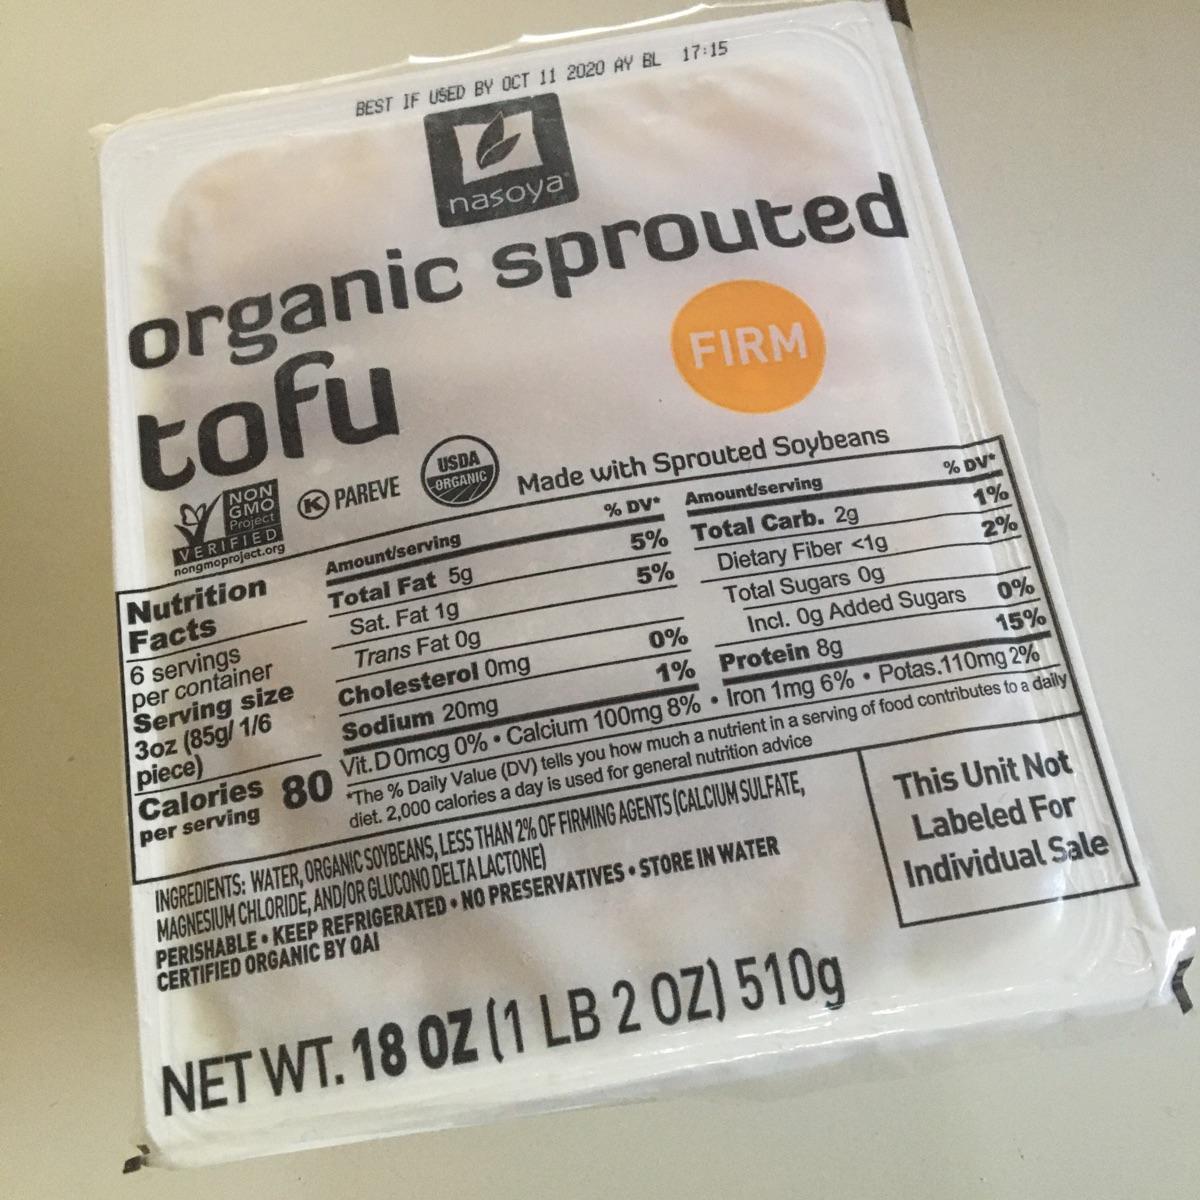 BEST IF USED BY OCT 11 2020 AY BL 17:15
nasoya
organic sprouted
tofu
FIRM
NON
GMO
Project
VERIFIED
nongmoproject.org
K PAREVE
USDA
ORGANIC
Made with Sprouted Soybeans
Nutrition
Facts
6 servings
per container
Serving size
3oz (85g/ 1/6
piece)
Calories 80
per serving
Amount/serving % DV*
Total Fat 5g 5%
Sat. Fat 1g 5%
Trans Fat 0g
Cholesterol 0mg 0%
Sodium 20mg 1%
Amount/serving % DV*
Total Carb. 2g 1%
Dietary Fiber <1g 2%
Total Sugars 0g
Incl. 0g Added Sugars 0%
Protein 8g 15%
Vit.D 0mcg 0% • Calcium 100mg 8% • Iron 1mg 6% • Potas.110mg 2%
*The % Daily Value (DV) tells you how much a nutrient in a serving of food contributes to a daily
diet. 2,000 calories a day is used for general nutrition advice
INGREDIENTS: WATER, ORGANIC SOYBEANS, LESS THAN 2% OF FIRMING AGENTS (CALCIUM SULFATE,
MAGNESIUM CHLORIDE, AND/OR GLUCONO DELTA LACTONE)
PERISHABLE • KEEP REFRIGERATED • NO PRESERVATIVES • STORE IN WATER
CERTIFIED ORGANIC BY QAI
This Unit Not
Labeled For
Individual Sale
NET WT. 18 OZ (1 LB 2 OZ) 510g